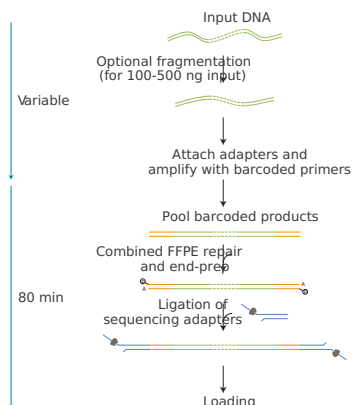 Input DNA
Optional fragmentation
(for 100-500 ng input)
Variable
Attach adapters and
amplify with barcoded primers
Pool barcoded products
Combined FFPE repair
and end-prep
A
A
80 min
Ligation of
sequencing adapters
Loading